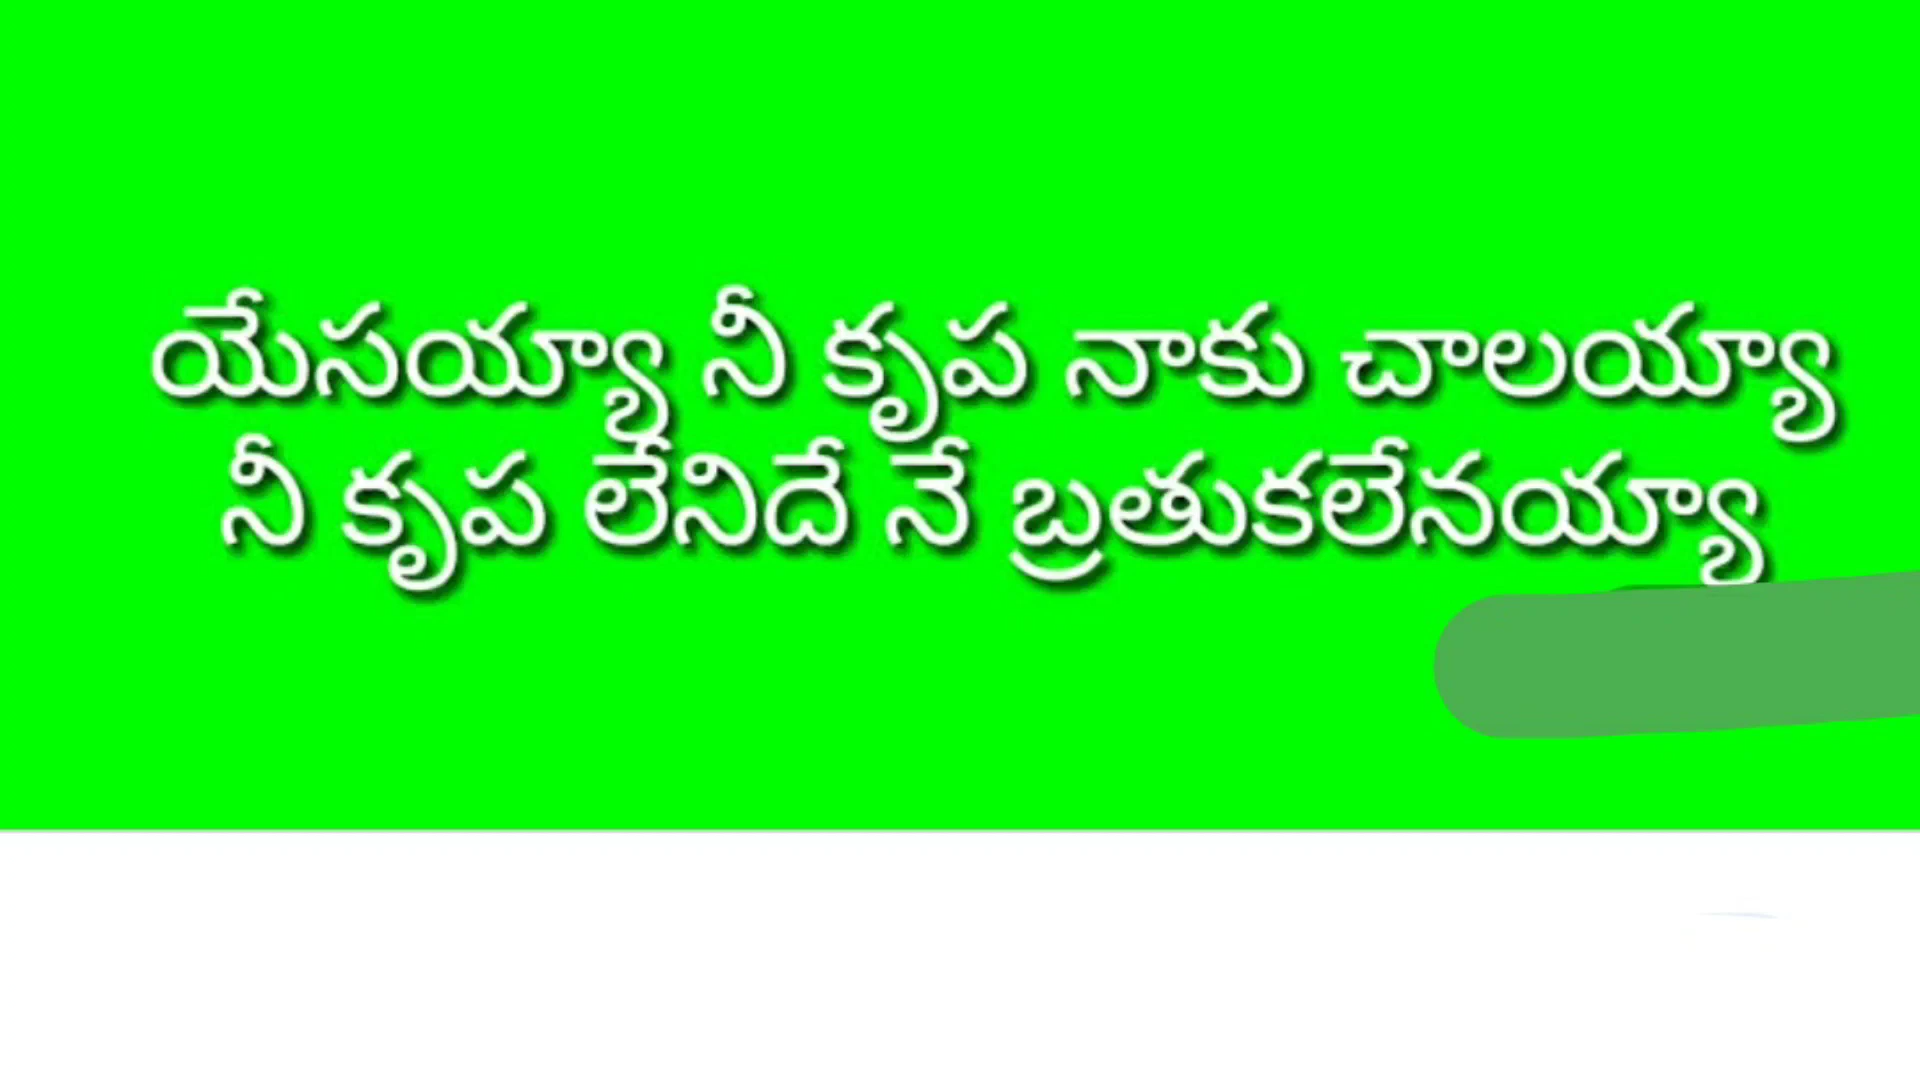 యేసయ్యా నీ కృప నాకు చాలయ్యా
నీ కృప లేనిదే నే బ్రతుకలేనయ్యా